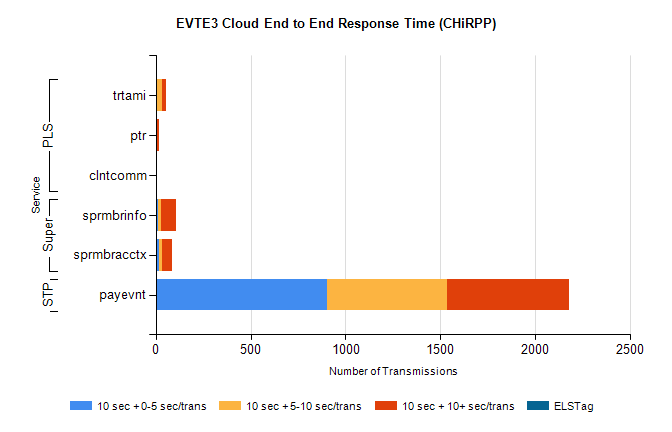 EVTE3 Cloud End to End Response Time (CHiRPP)
Service
PLS
trtami
ptr
clntcomm
Super
sprmbrinfo
sprmbracctx
STP
payevnt
0 500 1000 1500 2000 2500
Number of Transmissions
10 sec +0-5 sec/trans 10 sec +5-10 sec/trans 10 sec + 10+ sec/trans ELSTag